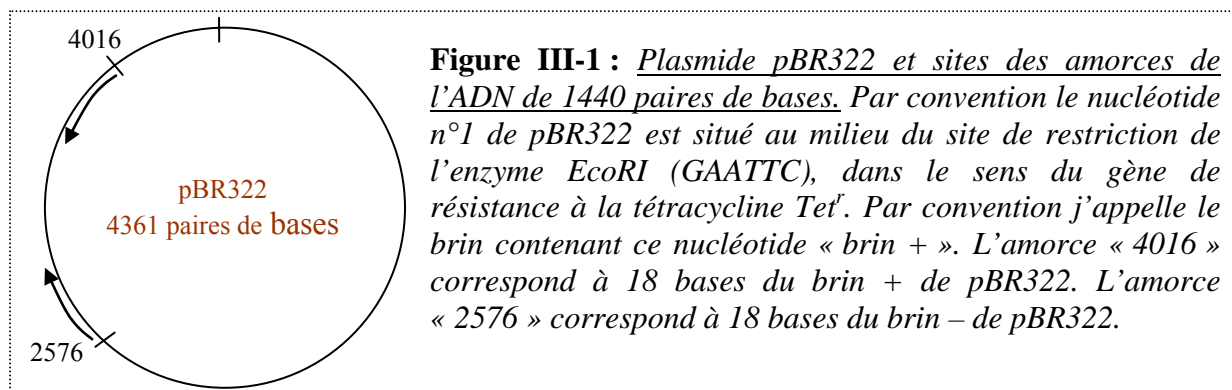 4016
pBR322
4361 paires de bases
2576
Figure III-1 : Plasmide pBR322 et sites des amorces de
l’ADN de 1440 paires de bases. Par convention le nucléotide
n°1 de pBR322 est situé au milieu du site de restriction de
l’enzyme EcoRI (GAATTC), dans le sens du gène de
résistance à la tétracycline Tetʳ. Par convention j’appelle le
brin contenant ce nucléotide « brin + ». L’amorce « 4016 »
correspond à 18 bases du brin + de pBR322. L’amorce
« 2576 » correspond à 18 bases du brin – de pBR322.